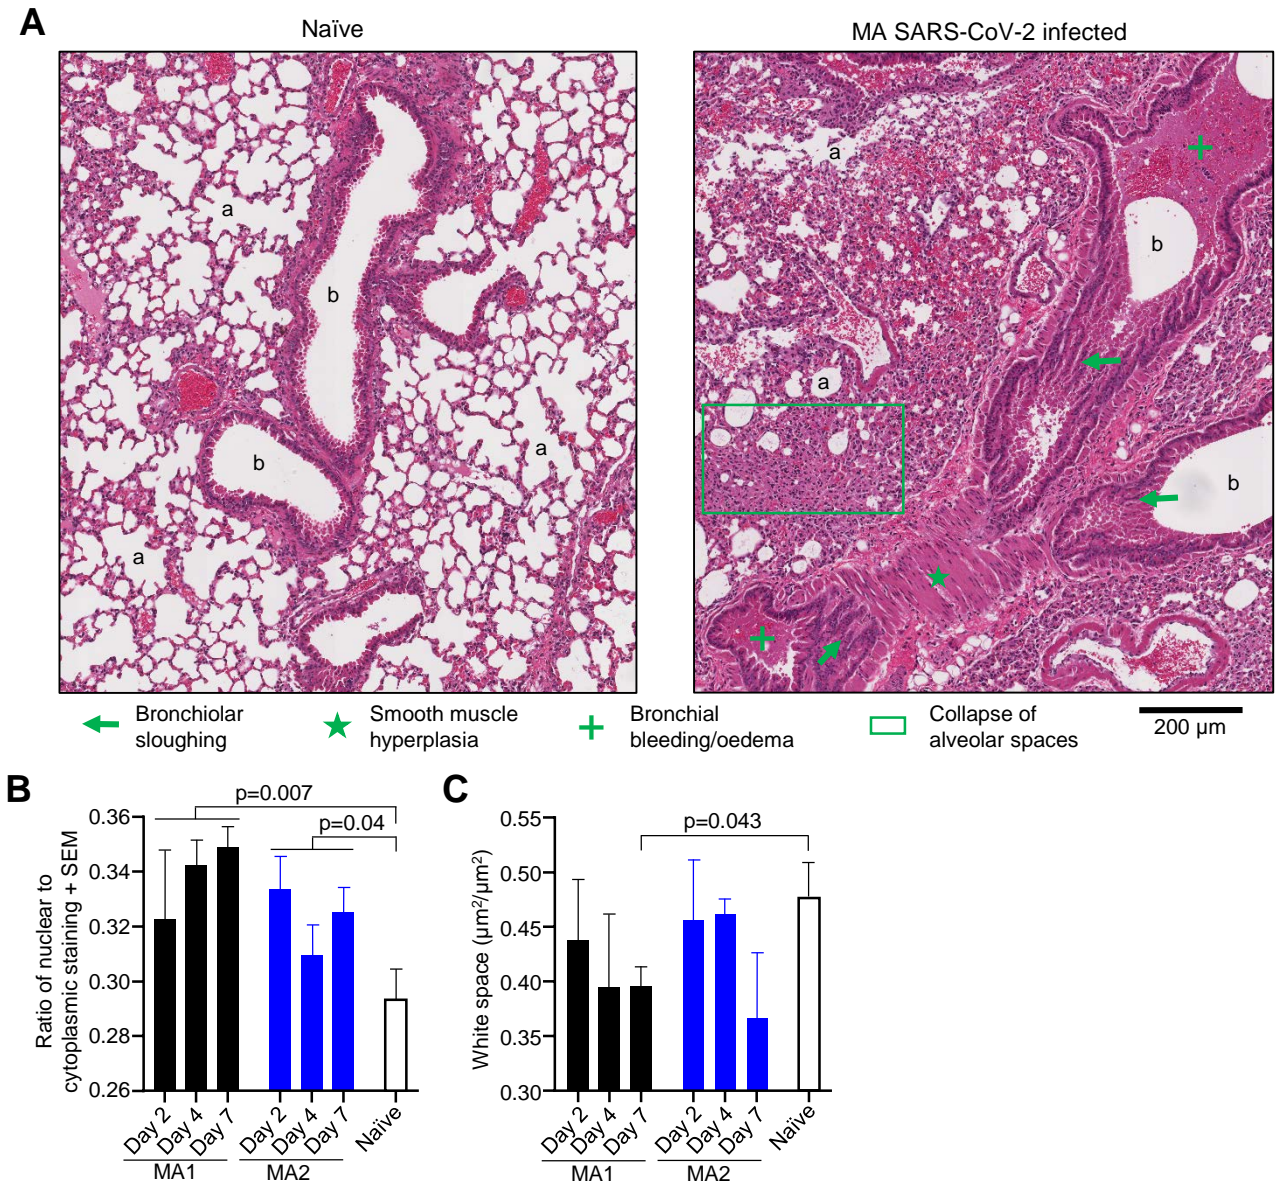 A
Naïve
MA SARS-CoV-2 infected
a
b
a
b
a
a
b
a
b
Bronchiolar
sloughing
Smooth muscle
hyperplasia
Bronchial
bleeding/oedema
Collapse of
alveolar spaces
200 µm
B
p=0.007
p=0.04
Ratio of nuclear to
cytoplasmic staining + SEM
0.36
0.34
0.32
0.30
0.28
0.26
Day 2
Day 4
Day 7
Day 2
Day 4
Day 7
Naïve
MA1
MA2
C
p=0.043
White space (µm²/µm²)
0.55
0.50
0.45
0.40
0.35
0.30
Day 2
Day 4
Day 7
Day 2
Day 4
Day 7
Naïve
MA1
MA2